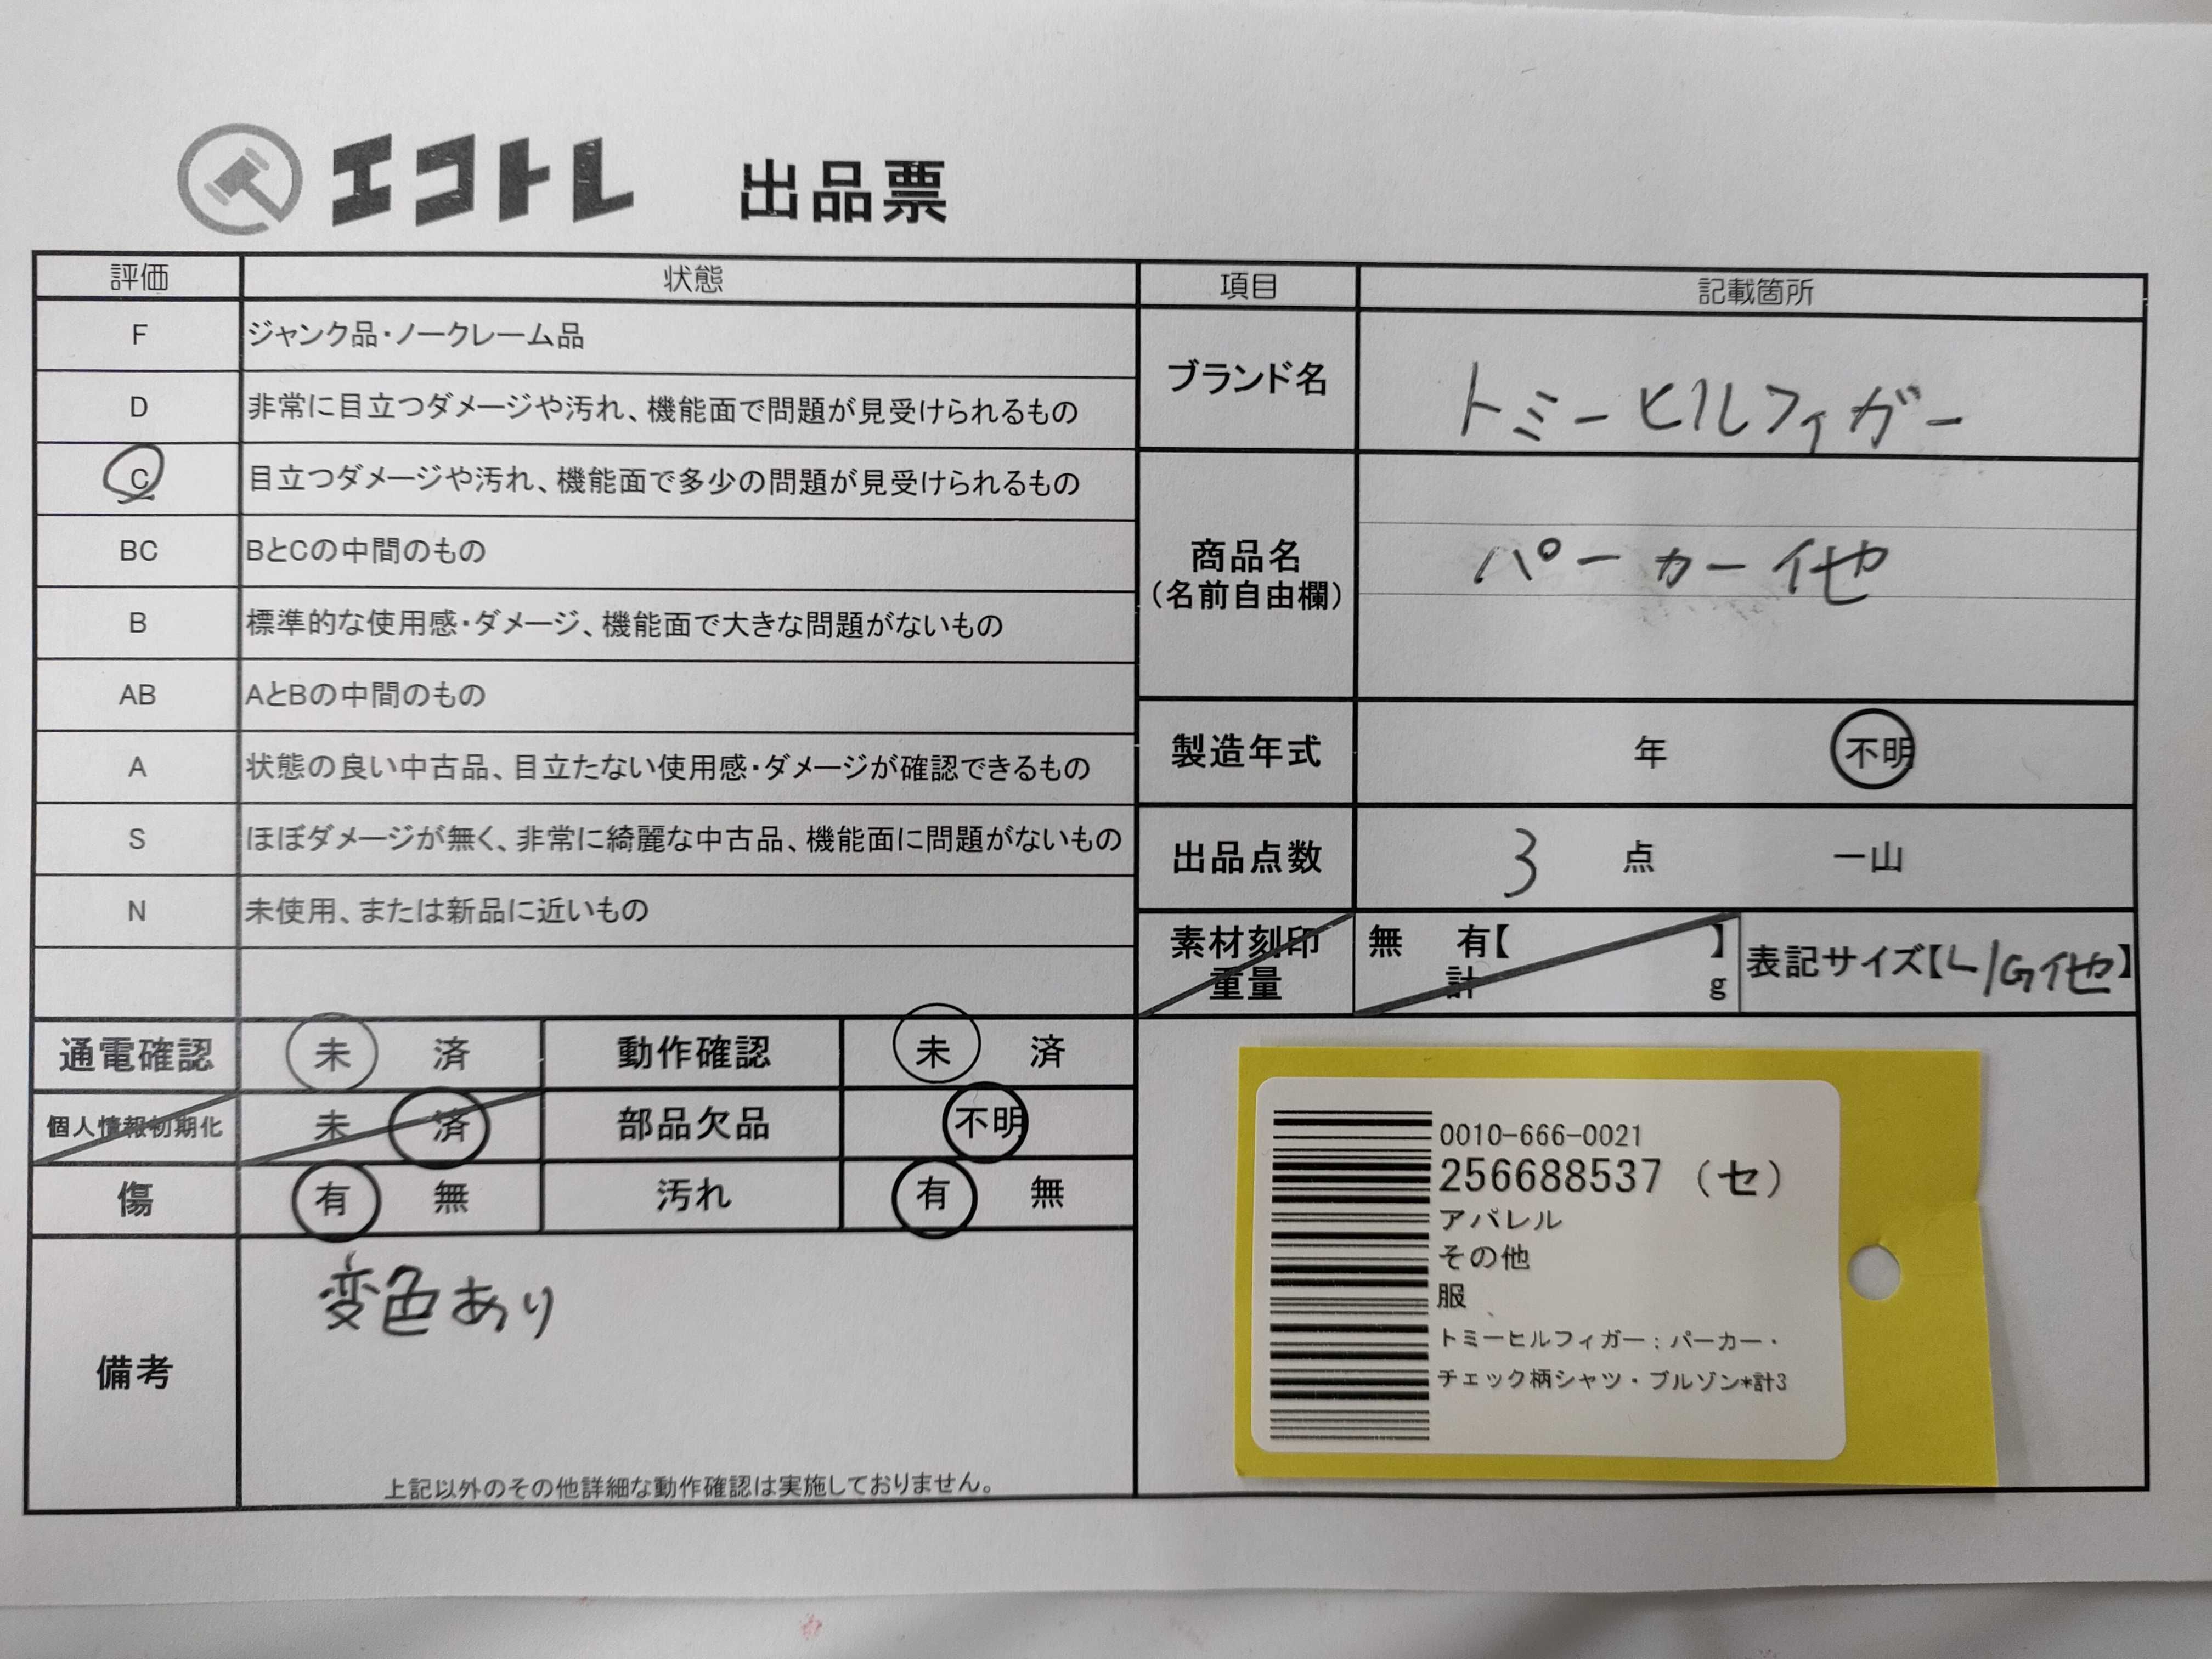 エコトレ 出品票
評価 状態 項目 記載箇所
F ジャンク品・ノークレーム品
D 非常に目立つダメージや汚れ、機能面で問題が見受けられるもの
C 目立つダメージや汚れ、機能面で多少の問題が見受けられるもの
BC BとCの中間のもの
B 標準的な使用感・ダメージ、機能面で大きな問題がないもの
AB AとBの中間のもの
A 状態の良い中古品、目立たない使用感・ダメージが確認できるもの
S ほぼダメージが無く、非常に綺麗な中古品、機能面に問題がないもの
N 未使用、または新品に近いもの
ブランド名 トミーヒルフィガー
商品名 パーカー他
(名前自由欄)
製造年式 年 不明
出品点数 3 点 一山
素材刻印 無 有【 】 表記サイズ【L/G他】
重量 計 g
通電確認 未 済 動作確認 未 済
個人情報初期化 未 済 部品欠品 不明
傷 有 無 汚れ 有 無
備考 変色あり
上記以外のその他詳細な動作確認は実施しておりません。
0010-666-0021
256688537 (セ)
アパレル
その他
服
トミーヒルフィガー:パーカー・
チェック柄シャツ・ブルゾン*計3